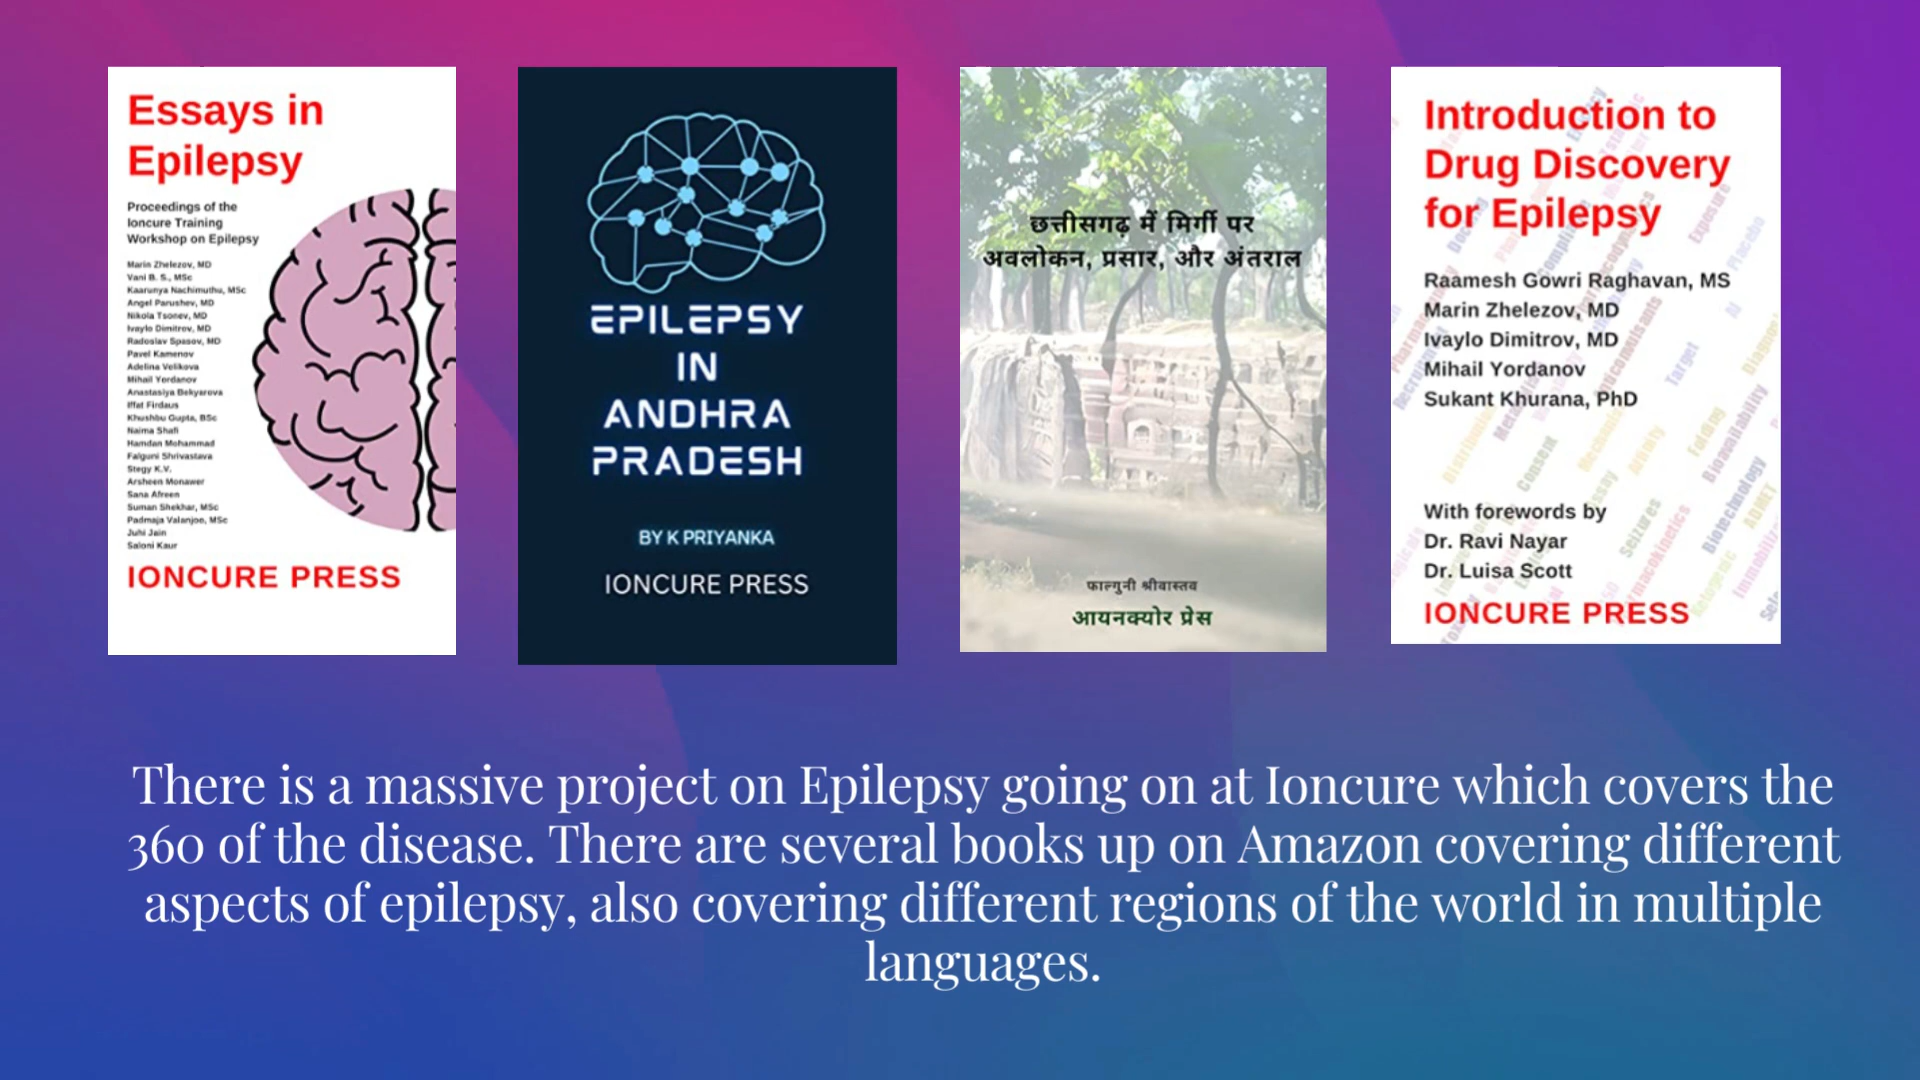 Essays in
Epilepsy
Proceedings of the
Ioncure Training
Workshop on Epilepsy
Marin Zhelezov, MD
Vani B. S., MSc
Kaarunya Nachimuthu, MSc
Angel Parushev, MD
Nikola Tsonev, MD
Ivaylo Dimitrov, MD
Radoslav Spasov, MD
Pavel Kamenov
Adelina Velikova
Mihail Yordanov
Anastasiya Bekyarova
Iffat Firdaus
Khushbu Gupta, BSc
Naima Shafi
Hamdan Mohammad
Falguni Shrivastava
Stegy K.V.
Arsheen Monawer
Sana Afreen
Suman Shekhar, MSc
Padmaja Valanjoo, MSc
Juhi Jain
Saloni Kaur
IONCURE PRESS
EPILEPSY
IN
ANDHRA
PRADESH
BY K PRIYANKA
IONCURE PRESS
छत्तीसगढ़ में मिर्गी पर
अवलोकन, प्रसार, और अंतराल
फाल्गुनी श्रीवास्तव
आयनक्योर प्रेस
Introduction to
Drug Discovery
for Epilepsy
Raamesh Gowri Raghavan, MS
Marin Zhelezov, MD
Ivaylo Dimitrov, MD
Mihail Yordanov
Sukant Khurana, PhD
With forewords by
Dr. Ravi Nayar
Dr. Luisa Scott
IONCURE PRESS
There is a massive project on Epilepsy going on at Ioncure which covers the
360 of the disease. There are several books up on Amazon covering different
aspects of epilepsy, also covering different regions of the world in multiple
languages.